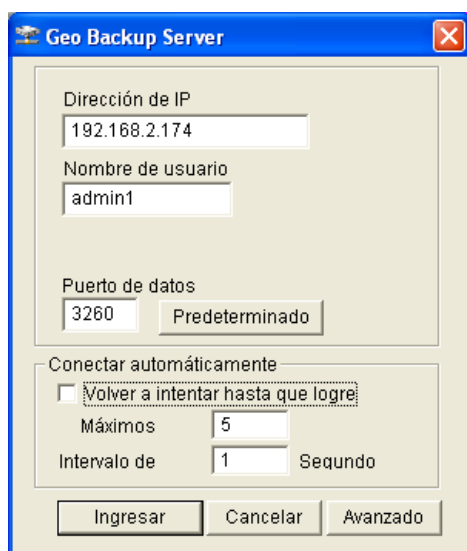 Geo Backup Server
Dirección de IP
192.168.2.174
Nombre de usuario
admin1
Puerto de datos
3260 Predeterminado
Conectar automáticamente
Volver a intentar hasta que logre
Máximos 5
Intervalo de 1 Segundo
Ingresar Cancelar Avanzado